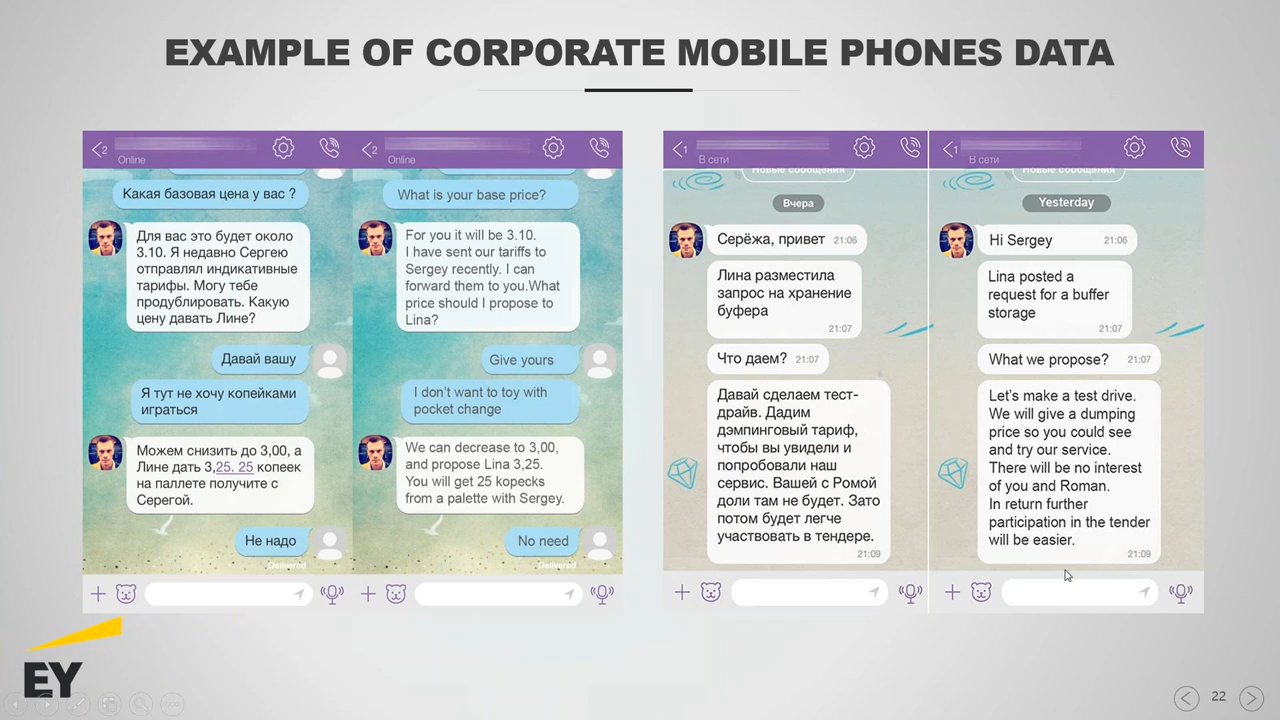 EXAMPLE OF CORPORATE MOBILE PHONES DATA
2
Online
Какая базовая цена у вас ?
Для вас это будет около
3.10. Я недавно Сергею
отправлял индикативные
тарифы. Могу тебе
продублировать. Какую
цену давать Лине?
Давай вашу
Я тут не хочу копейками
играться
Можем снизить до 3,00, а
Лине дать 3,25. 25 копеек
на паллете получите с
Серегой.
Не надо
Delivered
2
Online
What is your base price?
For you it will be 3.10.
I have sent our tariffs to
Sergey recently. I can
forward them to you.What
price should I propose to
Lina?
Give yours
I don't want to toy with
pocket change
We can decrease to 3,00,
and propose Lina 3,25.
You will get 25 kopecks
from a palette with Sergey.
No need
Delivered
1
В сети
Новые сообщения
Вчера
Серёжа, привет 21:06
Лина разместила
запрос на хранение
буфера
21:07
Что даем? 21:07
Давай сделаем тест-
драйв. Дадим
дэмпинговый тариф,
чтобы вы увидели и
попробовали наш
сервис. Вашей с Ромой
доли там не будет. Зато
потом будет легче
участвовать в тендере.
21:09
1
В сети
Новые сообщения
Yesterday
Hi Sergey 21:06
Lina posted a
request for a buffer
storage
21:07
What we propose? 21:07
Let's make a test drive.
We will give a dumping
price so you could see
and try our service.
There will be no interest
of you and Roman.
In return further
participation in the tender
will be easier.
21:09
EY
22